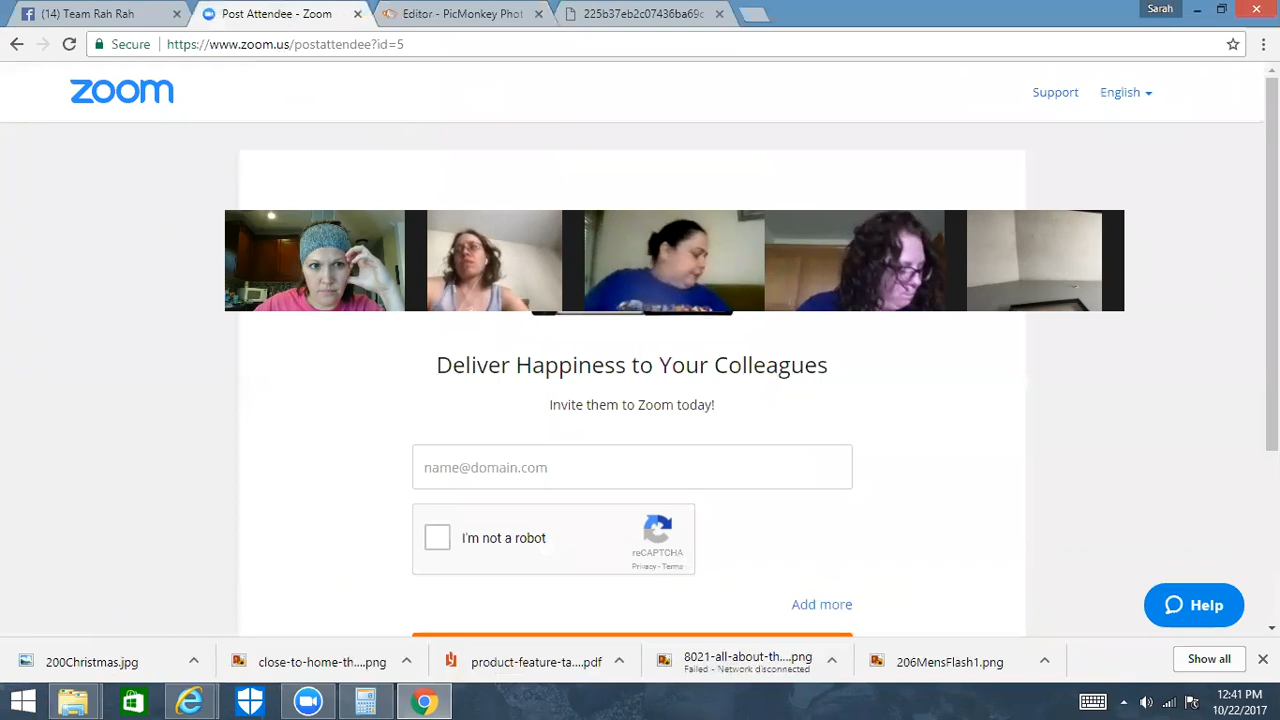 (14) Team Rah Rah
Post Attendee - Zoom
Editor - PicMonkey Phot
225b37eb2c07436ba69c
Sarah
Secure
https://www.zoom.us/postattendee?id=5
zoom
Support
English
Deliver Happiness to Your Colleagues
Invite them to Zoom today!
name@domain.com
I'm not a robot
reCAPTCHA
Privacy - Terms
Add more
Help
200Christmas.jpg
close-to-home-th....png
product-feature-ta....pdf
8021-all-about-th....png
Failed - Network disconnected
206MensFlash1.png
Show all
12:41 PM
10/22/2017